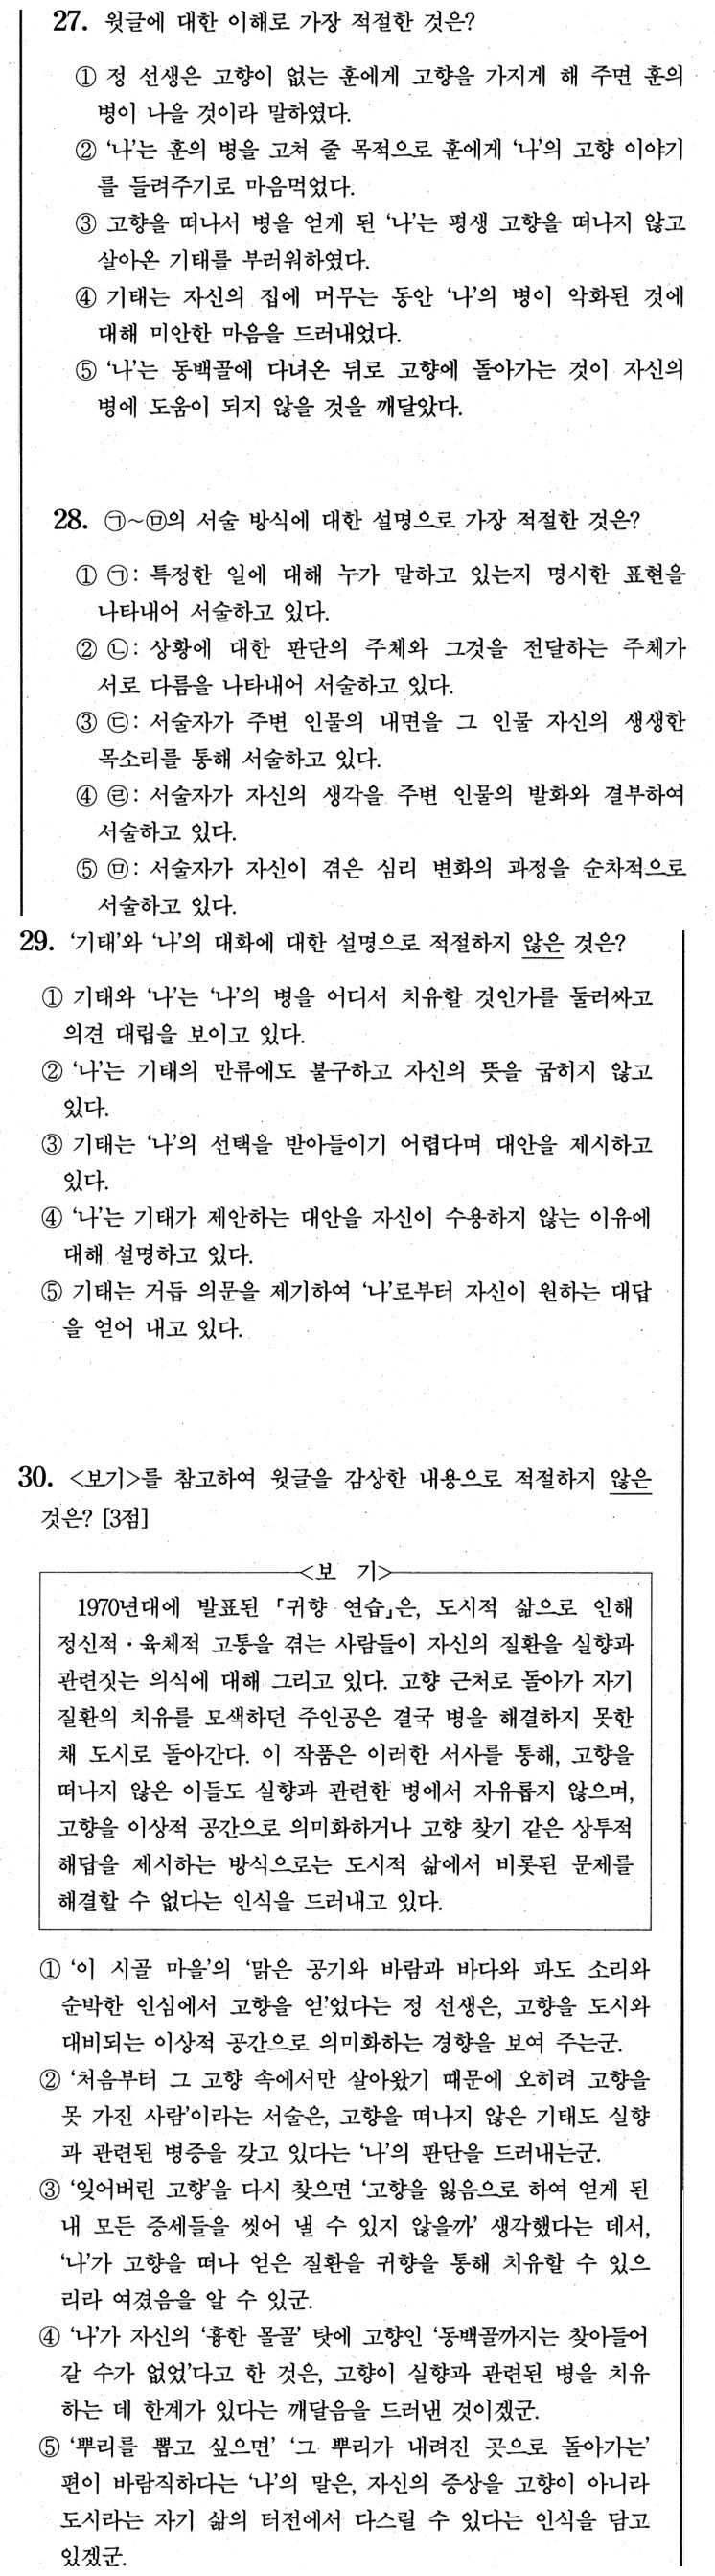 27. 윗글에 대한 이해로 가장 적절한 것은?
① 정 선생은 고향이 없는 훈에게 고향을 가지게 해 주면 훈의
병이 나을 것이라 말하였다.
② ‘나’는 훈의 병을 고쳐 줄 목적으로 훈에게 ‘나’의 고향 이야기
를 들려주기로 마음먹었다.
③ 고향을 떠나서 병을 얻게 된 ‘나’는 평생 고향을 떠나지 않고
살아온 기태를 부러워하였다.
④ 기태는 자신의 집에 머무는 동안 ‘나’의 병이 악화된 것에
대해 미안한 마음을 드러내었다.
⑤ ‘나’는 동백골에 다녀온 뒤로 고향에 돌아가는 것이 자신의
병에 도움이 되지 않을 것을 깨달았다.
28. ㉠~㉤의 서술 방식에 대한 설명으로 가장 적절한 것은?
① ㉠: 특정한 일에 대해 누가 말하고 있는지 명시한 표현을
나타내어 서술하고 있다.
② ㉡: 상황에 대한 판단의 주체와 그것을 전달하는 주체가
서로 다름을 나타내어 서술하고 있다.
③ ㉢: 서술자가 주변 인물의 내면을 그 인물 자신의 생생한
목소리를 통해 서술하고 있다.
④ ㉣: 서술자가 자신의 생각을 주변 인물의 발화와 결부하여
서술하고 있다.
⑤ ㉤: 서술자가 자신이 겪은 심리 변화의 과정을 순차적으로
서술하고 있다.
29. ‘기태’와 ‘나’의 대화에 대한 설명으로 적절하지 않은 것은?
① 기태와 ‘나’는 ‘나’의 병을 어디서 치유할 것인가를 둘러싸고
의견 대립을 보이고 있다.
② ‘나’는 기태의 만류에도 불구하고 자신의 뜻을 굽히지 않고
있다.
③ 기태는 ‘나’의 선택을 받아들이기 어렵다며 대안을 제시하고
있다.
④ ‘나’는 기태가 제안하는 대안을 자신이 수용하지 않는 이유에
대해 설명하고 있다.
⑤ 기태는 거듭 의문을 제기하여 ‘나’로부터 자신이 원하는 대답
을 얻어 내고 있다.
30. <보기>를 참고하여 윗글을 감상한 내용으로 적절하지 않은
것은? [3점]
<보 기>
1970년대에 발표된 「귀향 연습」은, 도시적 삶으로 인해
정신적·육체적 고통을 겪는 사람들이 자신의 질환을 실향과
관련짓는 의식에 대해 그리고 있다. 고향 근처로 돌아가 자기
질환의 치유를 모색하던 주인공은 결국 병을 해결하지 못한
채 도시로 돌아간다. 이 작품은 이러한 서사를 통해, 고향을
떠나지 않은 이들도 실향과 관련한 병에서 자유롭지 않으며,
고향을 이상적 공간으로 의미화하거나 고향 찾기 같은 상투적
해답을 제시하는 방식으로는 도시적 삶에서 비롯된 문제를
해결할 수 없다는 인식을 드러내고 있다.
① ‘이 시골 마을’의 ‘맑은 공기와 바람과 바다와 파도 소리와
순박한 인심에서 고향을 얻’었다는 정 선생은, 고향을 도시와
대비되는 이상적 공간으로 의미화하는 경향을 보여 주는군.
② ‘처음부터 그 고향 속에서만 살아왔기 때문에 오히려 고향을
못 가진 사람’이라는 서술은, 고향을 떠나지 않은 기태도 실향
과 관련된 병증을 갖고 있다는 ‘나’의 판단을 드러내는군.
③ ‘잊어버린 고향’을 다시 찾으면 ‘고향을 잃음으로 하여 얻게 된
내 모든 증세들을 씻어 낼 수 있지 않을까’ 생각했다는 데서,
‘나’가 고향을 떠나 얻은 질환을 귀향을 통해 치유할 수 있으
리라 여겼음을 알 수 있군.
④ ‘나’가 자신의 ‘흉한 몰골’ 탓에 고향인 ‘동백골까지는 찾아들어
갈 수가 없었’다고 한 것은, 고향이 실향과 관련된 병을 치유
하는 데 한계가 있다는 깨달음을 드러낸 것이겠군.
⑤ ‘뿌리를 뽑고 싶으면’ ‘그 뿌리가 내려진 곳으로 돌아가는’
편이 바람직하다는 ‘나’의 말은, 자신의 증상을 고향이 아니라
도시라는 자기 삶의 터전에서 다스릴 수 있다는 인식을 담고
있겠군.